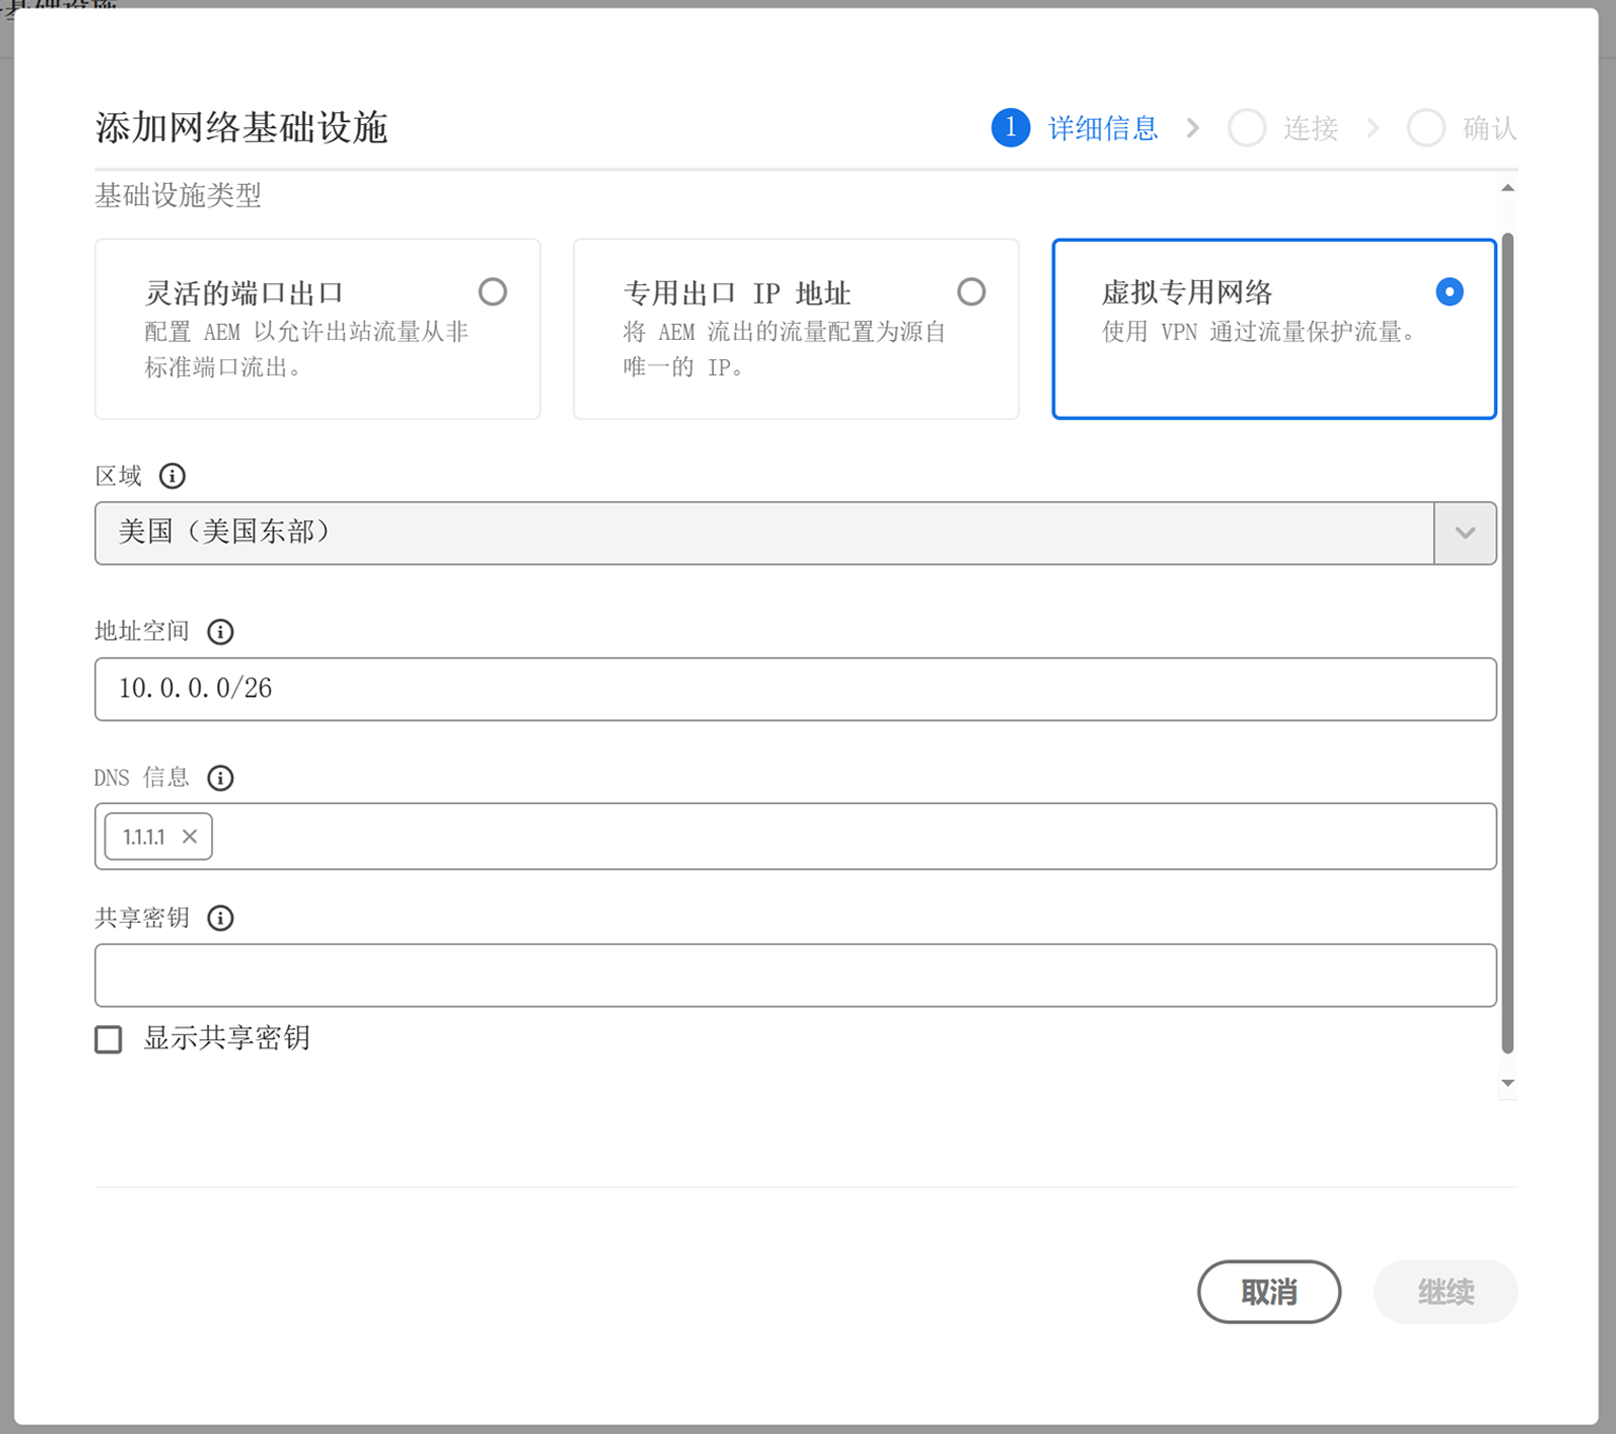 添加网络基础设施
1 详细信息 连接 确认
基础设施类型
灵活的端口出口
配置 AEM 以允许出站流量从非
标准端口流出。
专用出口 IP 地址
将 AEM 流出的流量配置为源自
唯一的 IP。
虚拟专用网络
使用 VPN 通过流量保护流量。
区域
美国（美国东部）
地址空间
10.0.0.0/26
DNS 信息
1.1.1.1
共享密钥
显示共享密钥
取消 继续